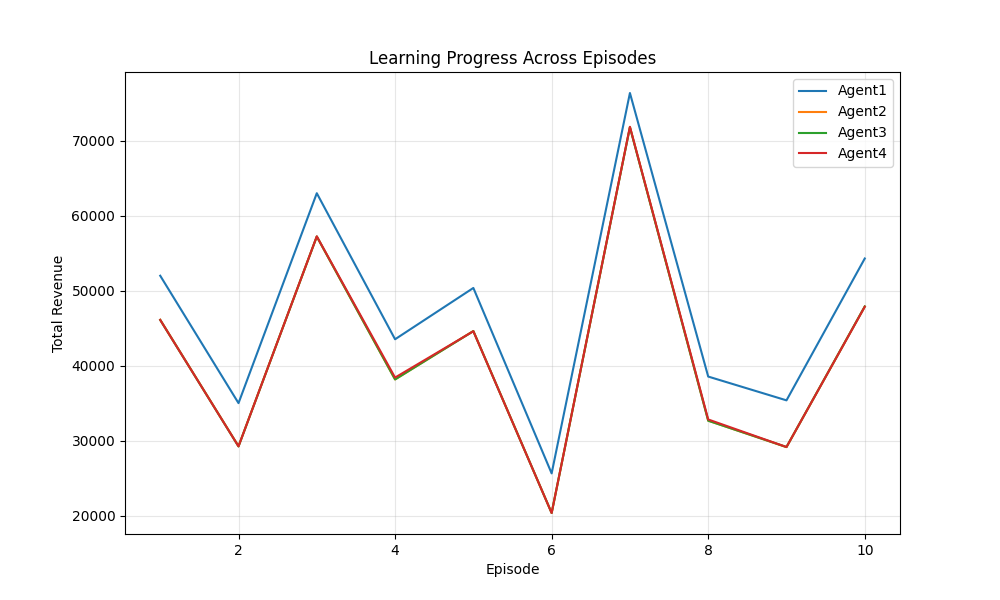 Learning Progress Across Episodes
Agent1
Agent2
Agent3
Agent4
Total Revenue
70000
60000
50000
40000
30000
20000
2 4 6 8 10
Episode